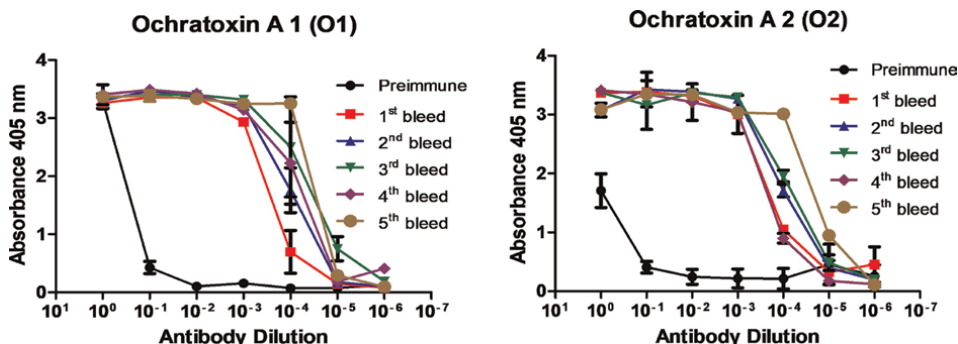 Ochratoxin A 1 (O1)
Absorbance 405 nm
4
3
2
1
0
10¹ 10⁰ 10⁻¹ 10⁻² 10⁻³ 10⁻⁴ 10⁻⁵ 10⁻⁶ 10⁻⁷
Antibody Dilution
Preimmune
1ˢᵗ bleed
2ⁿᵈ bleed
3ʳᵈ bleed
4ᵗʰ bleed
5ᵗʰ bleed
Ochratoxin A 2 (O2)
Absorbance 405 nm
4
3
2
1
0
10¹ 10⁰ 10⁻¹ 10⁻² 10⁻³ 10⁻⁴ 10⁻⁵ 10⁻⁶ 10⁻⁷
Antibody Dilution
Preimmune
1ˢᵗ bleed
2ⁿᵈ bleed
3ʳᵈ bleed
4ᵗʰ bleed
5ᵗʰ bleed